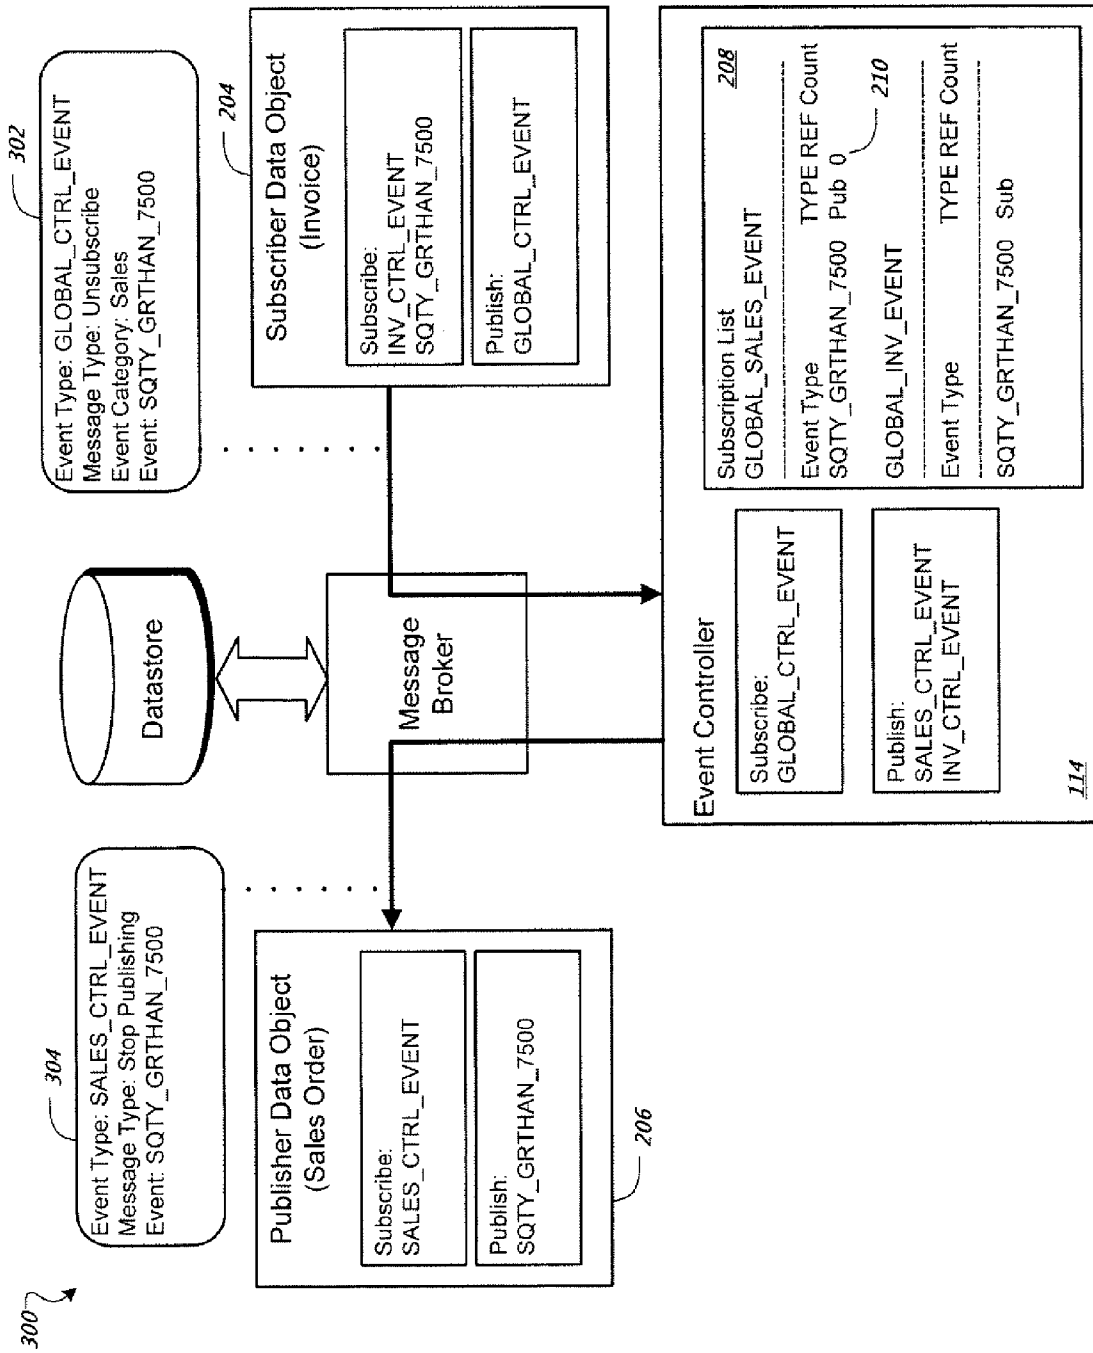 300
304
Event Type: SALES_CTRL_EVENT
Message Type: Stop Publishing
Event: SQTY_GRTHAN_7500
Datastore
302
Event Type: GLOBAL_CTRL_EVENT
Message Type: Unsubscribe
Event Category: Sales
Event: SQTY_GRTHAN_7500
Publisher Data Object
(Sales Order)
Subscribe:
SALES_CTRL_EVENT
Publish:
SQTY_GRTHAN_7500
206
Message
Broker
204
Subscriber Data Object
(Invoice)
Subscribe:
INV_CTRL_EVENT
SQTY_GRTHAN_7500
Publish:
GLOBAL_CTRL_EVENT
Event Controller
Subscribe:
GLOBAL_CTRL_EVENT
Publish:
SALES_CTRL_EVENT
INV_CTRL_EVENT
114
Subscription List 208
GLOBAL_SALES_EVENT
Event Type TYPE REF Count
SQTY_GRTHAN_7500 Pub 0
210
GLOBAL_INV_EVENT
Event Type TYPE REF Count
SQTY_GRTHAN_7500 Sub